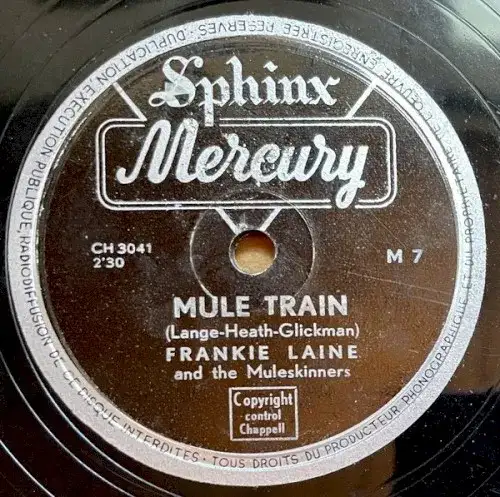 Sphinx
Mercury
CH 3041
2'30
M 7
MULE TRAIN
(Lange-Heath-Glickman)
FRANKIE LAINE
and the Muleskinners
Copyright
control
Chappell
TOUS DROITS DU PRODUCTEUR PHONOGRAPHIQUE ET DU PROPRIÉTAIRE DE L'ŒUVRE ENREGISTRÉE RÉSERVÉS · DUPLICATION, EXÉCUTION PUBLIQUE, RADIODIFFUSION DE CE DISQUE INTERDITES ·